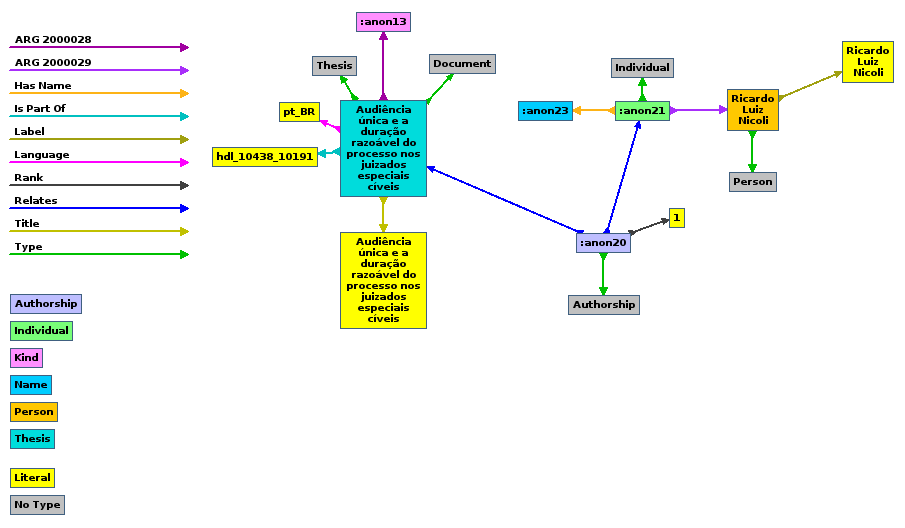 ARG 2000028
ARG 2000029
Has Name
Is Part Of
Label
Language
Rank
Relates
Title
Type
Authorship
Individual
Kind
Name
Person
Thesis
Literal
No Type
:anon13
Thesis
Document
pt_BR
hdl_10438_10191
Audiência
única e a
duração
razoável do
processo nos
juizados
especiais
cíveis
Audiência
única e a
duração
razoável do
processo nos
juizados
especiais
cíveis
Individual
:anon23
:anon21
Ricardo
Luiz
Nicoli
Ricardo
Luiz
Nicoli
Person
1
:anon20
Authorship